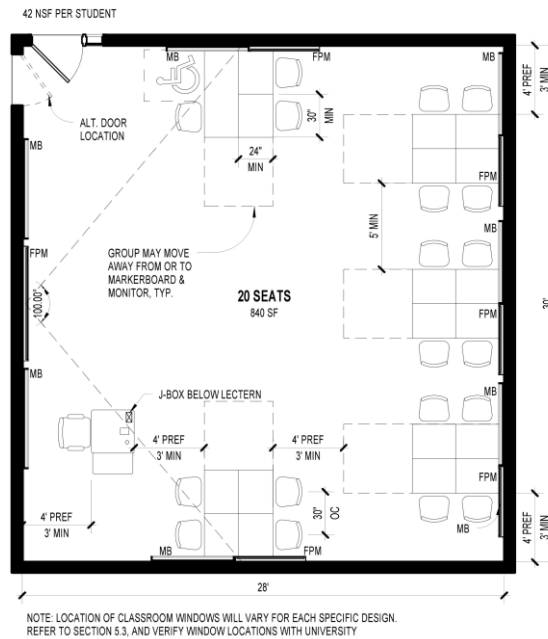 42 NSF PER STUDENT
MB
FPM
MB
4' PREF
3' MIN
ALT. DOOR
LOCATION
MB
30"
MIN
24"
MIN
FPM
MB
5' MIN
FPM
GROUP MAY MOVE
AWAY FROM OR TO
MARKERBOARD &
MONITOR, TYP.
100.00°
20 SEATS
840 SF
FPM
30'
MB
J-BOX BELOW LECTERN
MB
4' PREF
3' MIN
4' PREF
3' MIN
FPM
4' PREF
3' MIN
30"
OC
MB
4' PREF
3' MIN
MB
FPM
28'
NOTE: LOCATION OF CLASSROOM WINDOWS WILL VARY FOR EACH SPECIFIC DESIGN.
REFER TO SECTION 5.3, AND VERIFY WINDOW LOCATIONS WITH UNIVERSITY